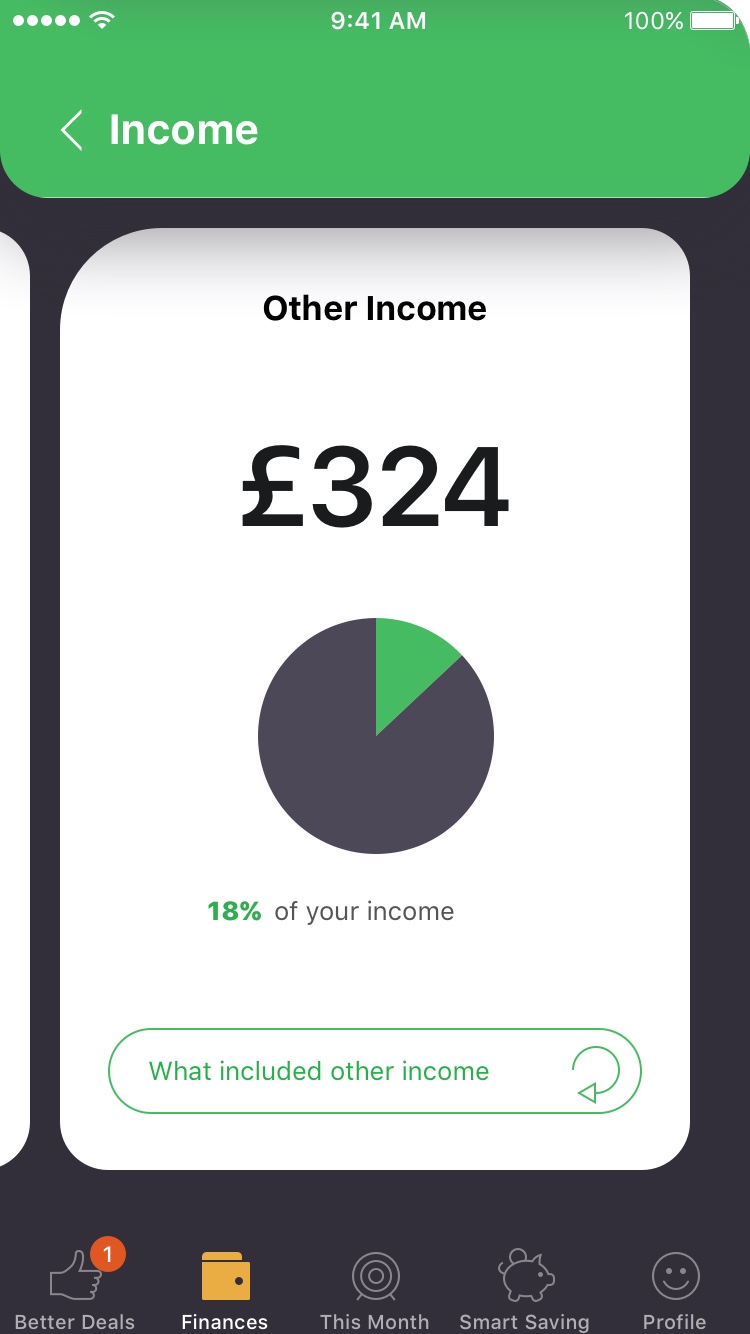 9:41 AM 100%
Income
Other Income
£324
18% of your income
What included other income
1
Better Deals Finances This Month Smart Saving Profile